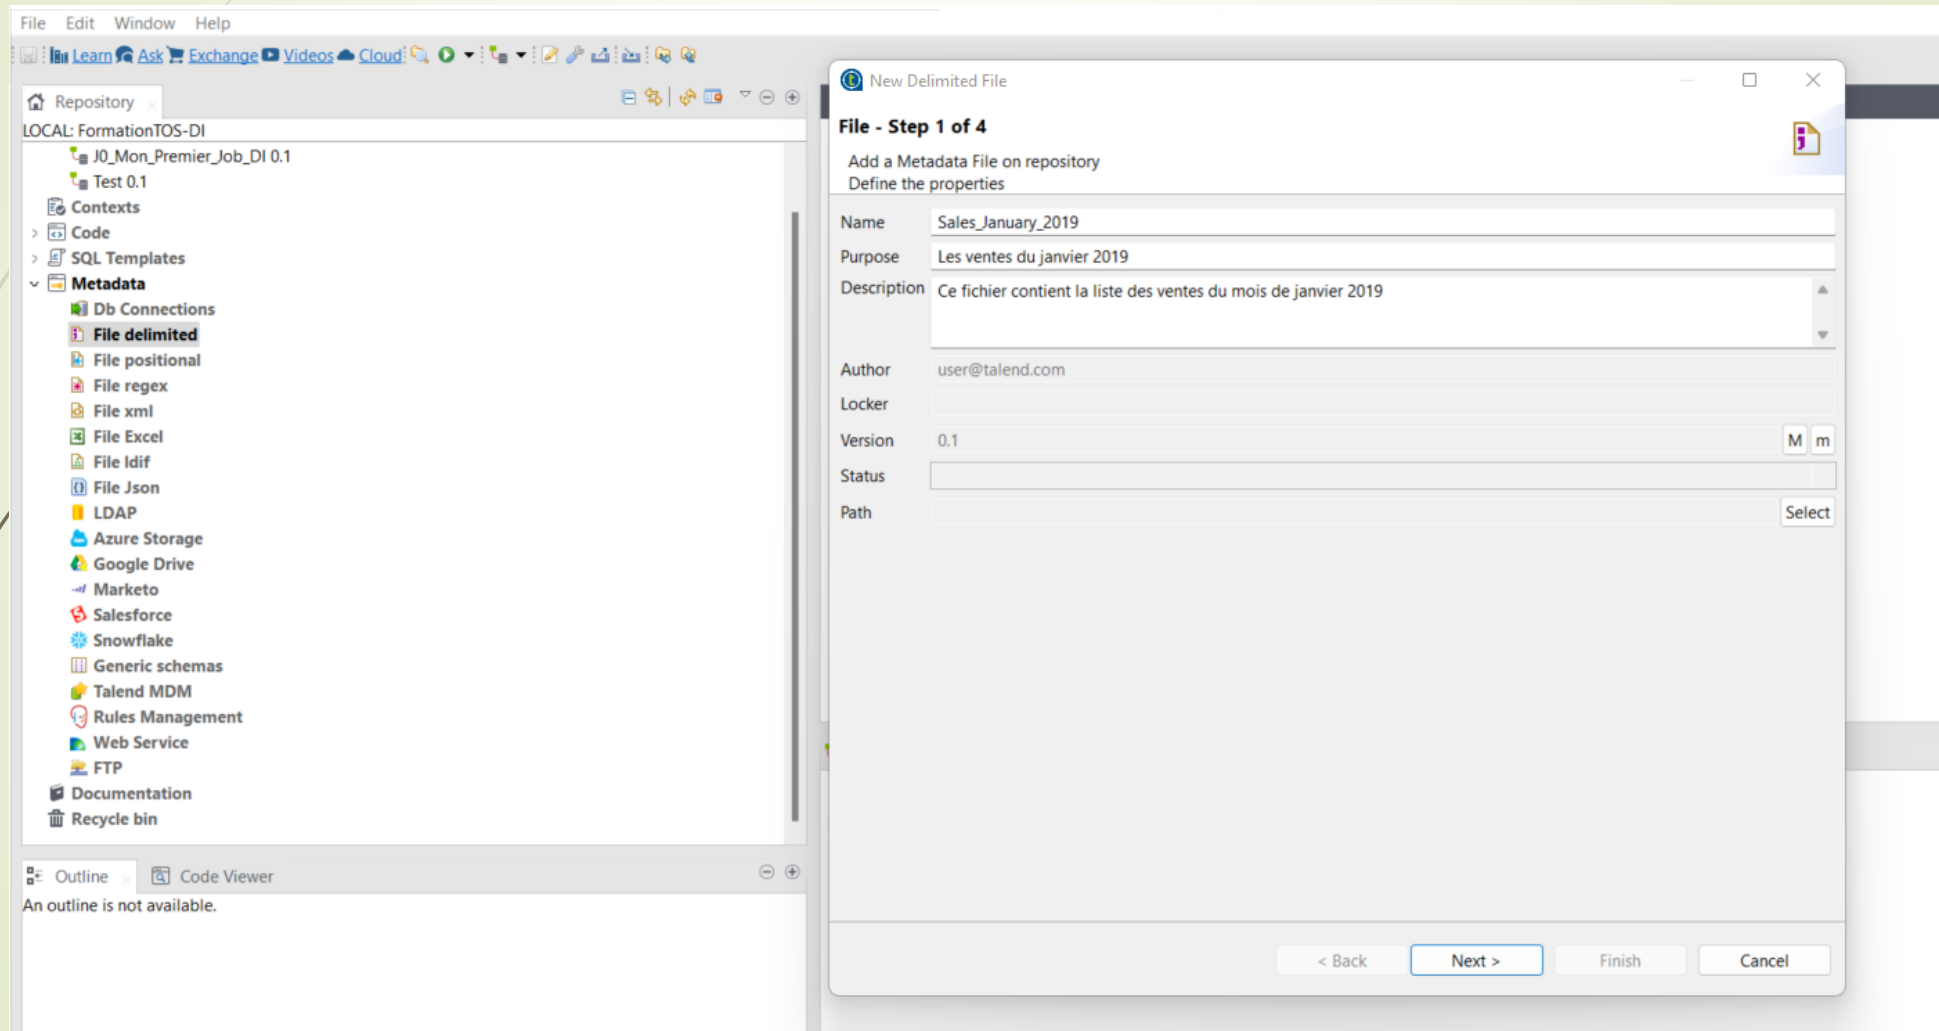 File Edit Window Help
Learn Ask Exchange Videos Cloud
Repository
LOCAL: FormationTOS-DI
J0_Mon_Premier_Job_DI 0.1
Test 0.1
Contexts
Code
SQL Templates
Metadata
Db Connections
File delimited
File positional
File regex
File xml
File Excel
File ldif
File Json
LDAP
Azure Storage
Google Drive
Marketo
Salesforce
Snowflake
Generic schemas
Talend MDM
Rules Management
Web Service
FTP
Documentation
Recycle bin
Outline Code Viewer
An outline is not available.
New Delimited File
File - Step 1 of 4
Add a Metadata File on repository
Define the properties
Name Sales_January_2019
Purpose Les ventes du janvier 2019
Description Ce fichier contient la liste des ventes du mois de janvier 2019
Author user@talend.com
Locker
Version 0.1 M m
Status
Path Select
< Back Next > Finish Cancel